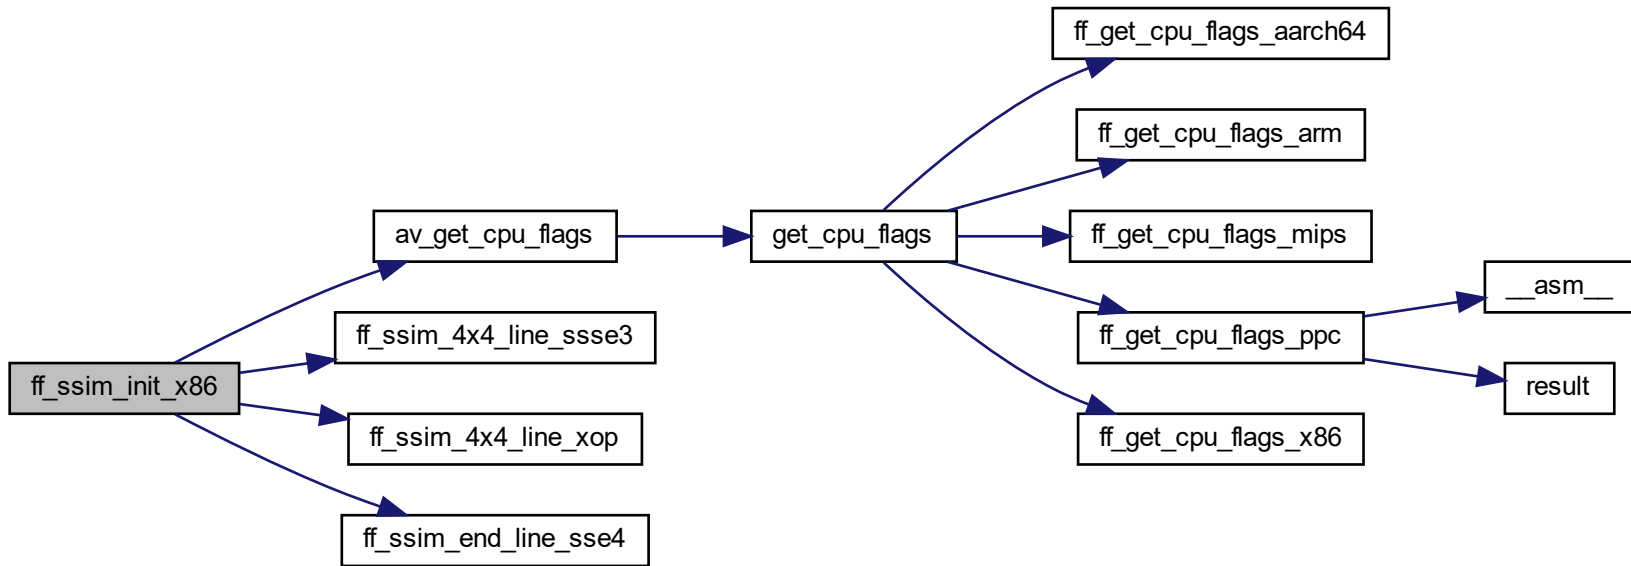 ff_ssim_init_x86
av_get_cpu_flags
ff_ssim_4x4_line_ssse3
ff_ssim_4x4_line_xop
ff_ssim_end_line_sse4
get_cpu_flags
ff_get_cpu_flags_aarch64
ff_get_cpu_flags_arm
ff_get_cpu_flags_mips
ff_get_cpu_flags_ppc
ff_get_cpu_flags_x86
__asm__
result